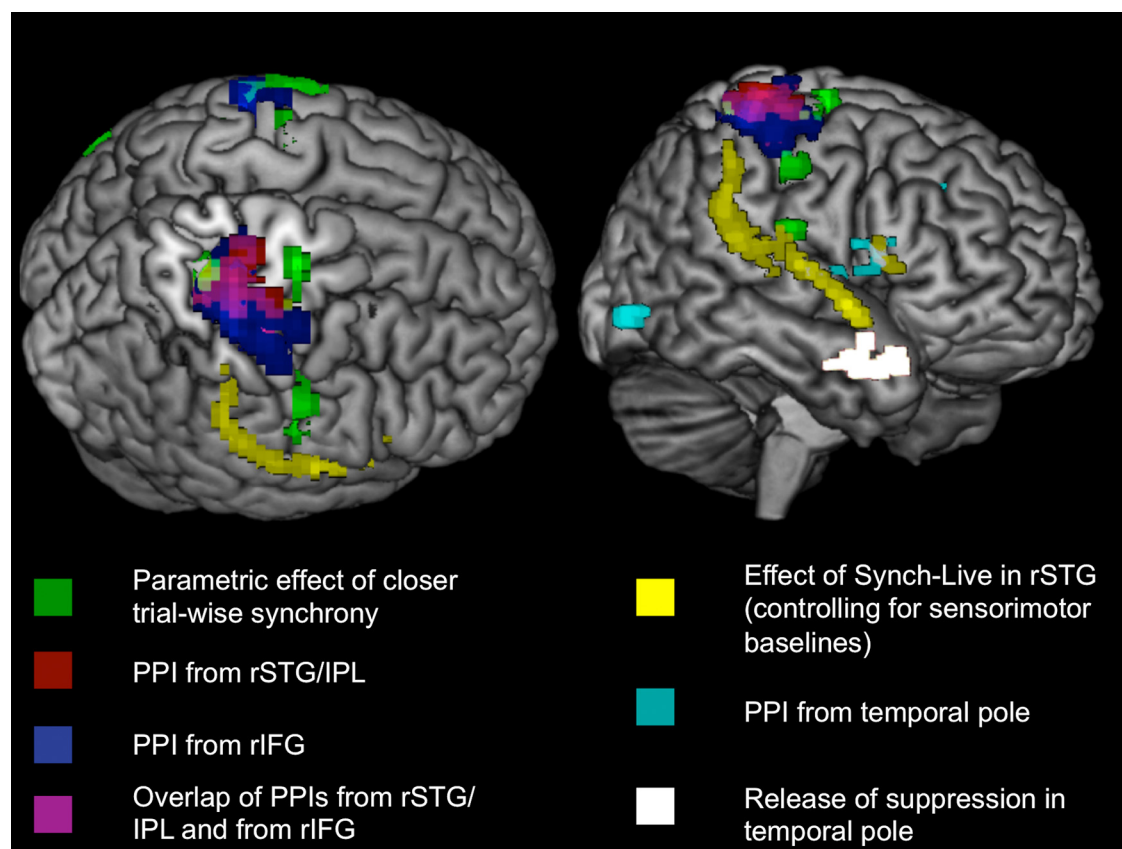 Parametric effect of closer
trial-wise synchrony
PPI from rSTG/IPL
PPI from rIFG
Overlap of PPIs from rSTG/
IPL and from rIFG
Effect of Synch-Live in rSTG
(controlling for sensorimotor
baselines)
PPI from temporal pole
Release of suppression in
temporal pole